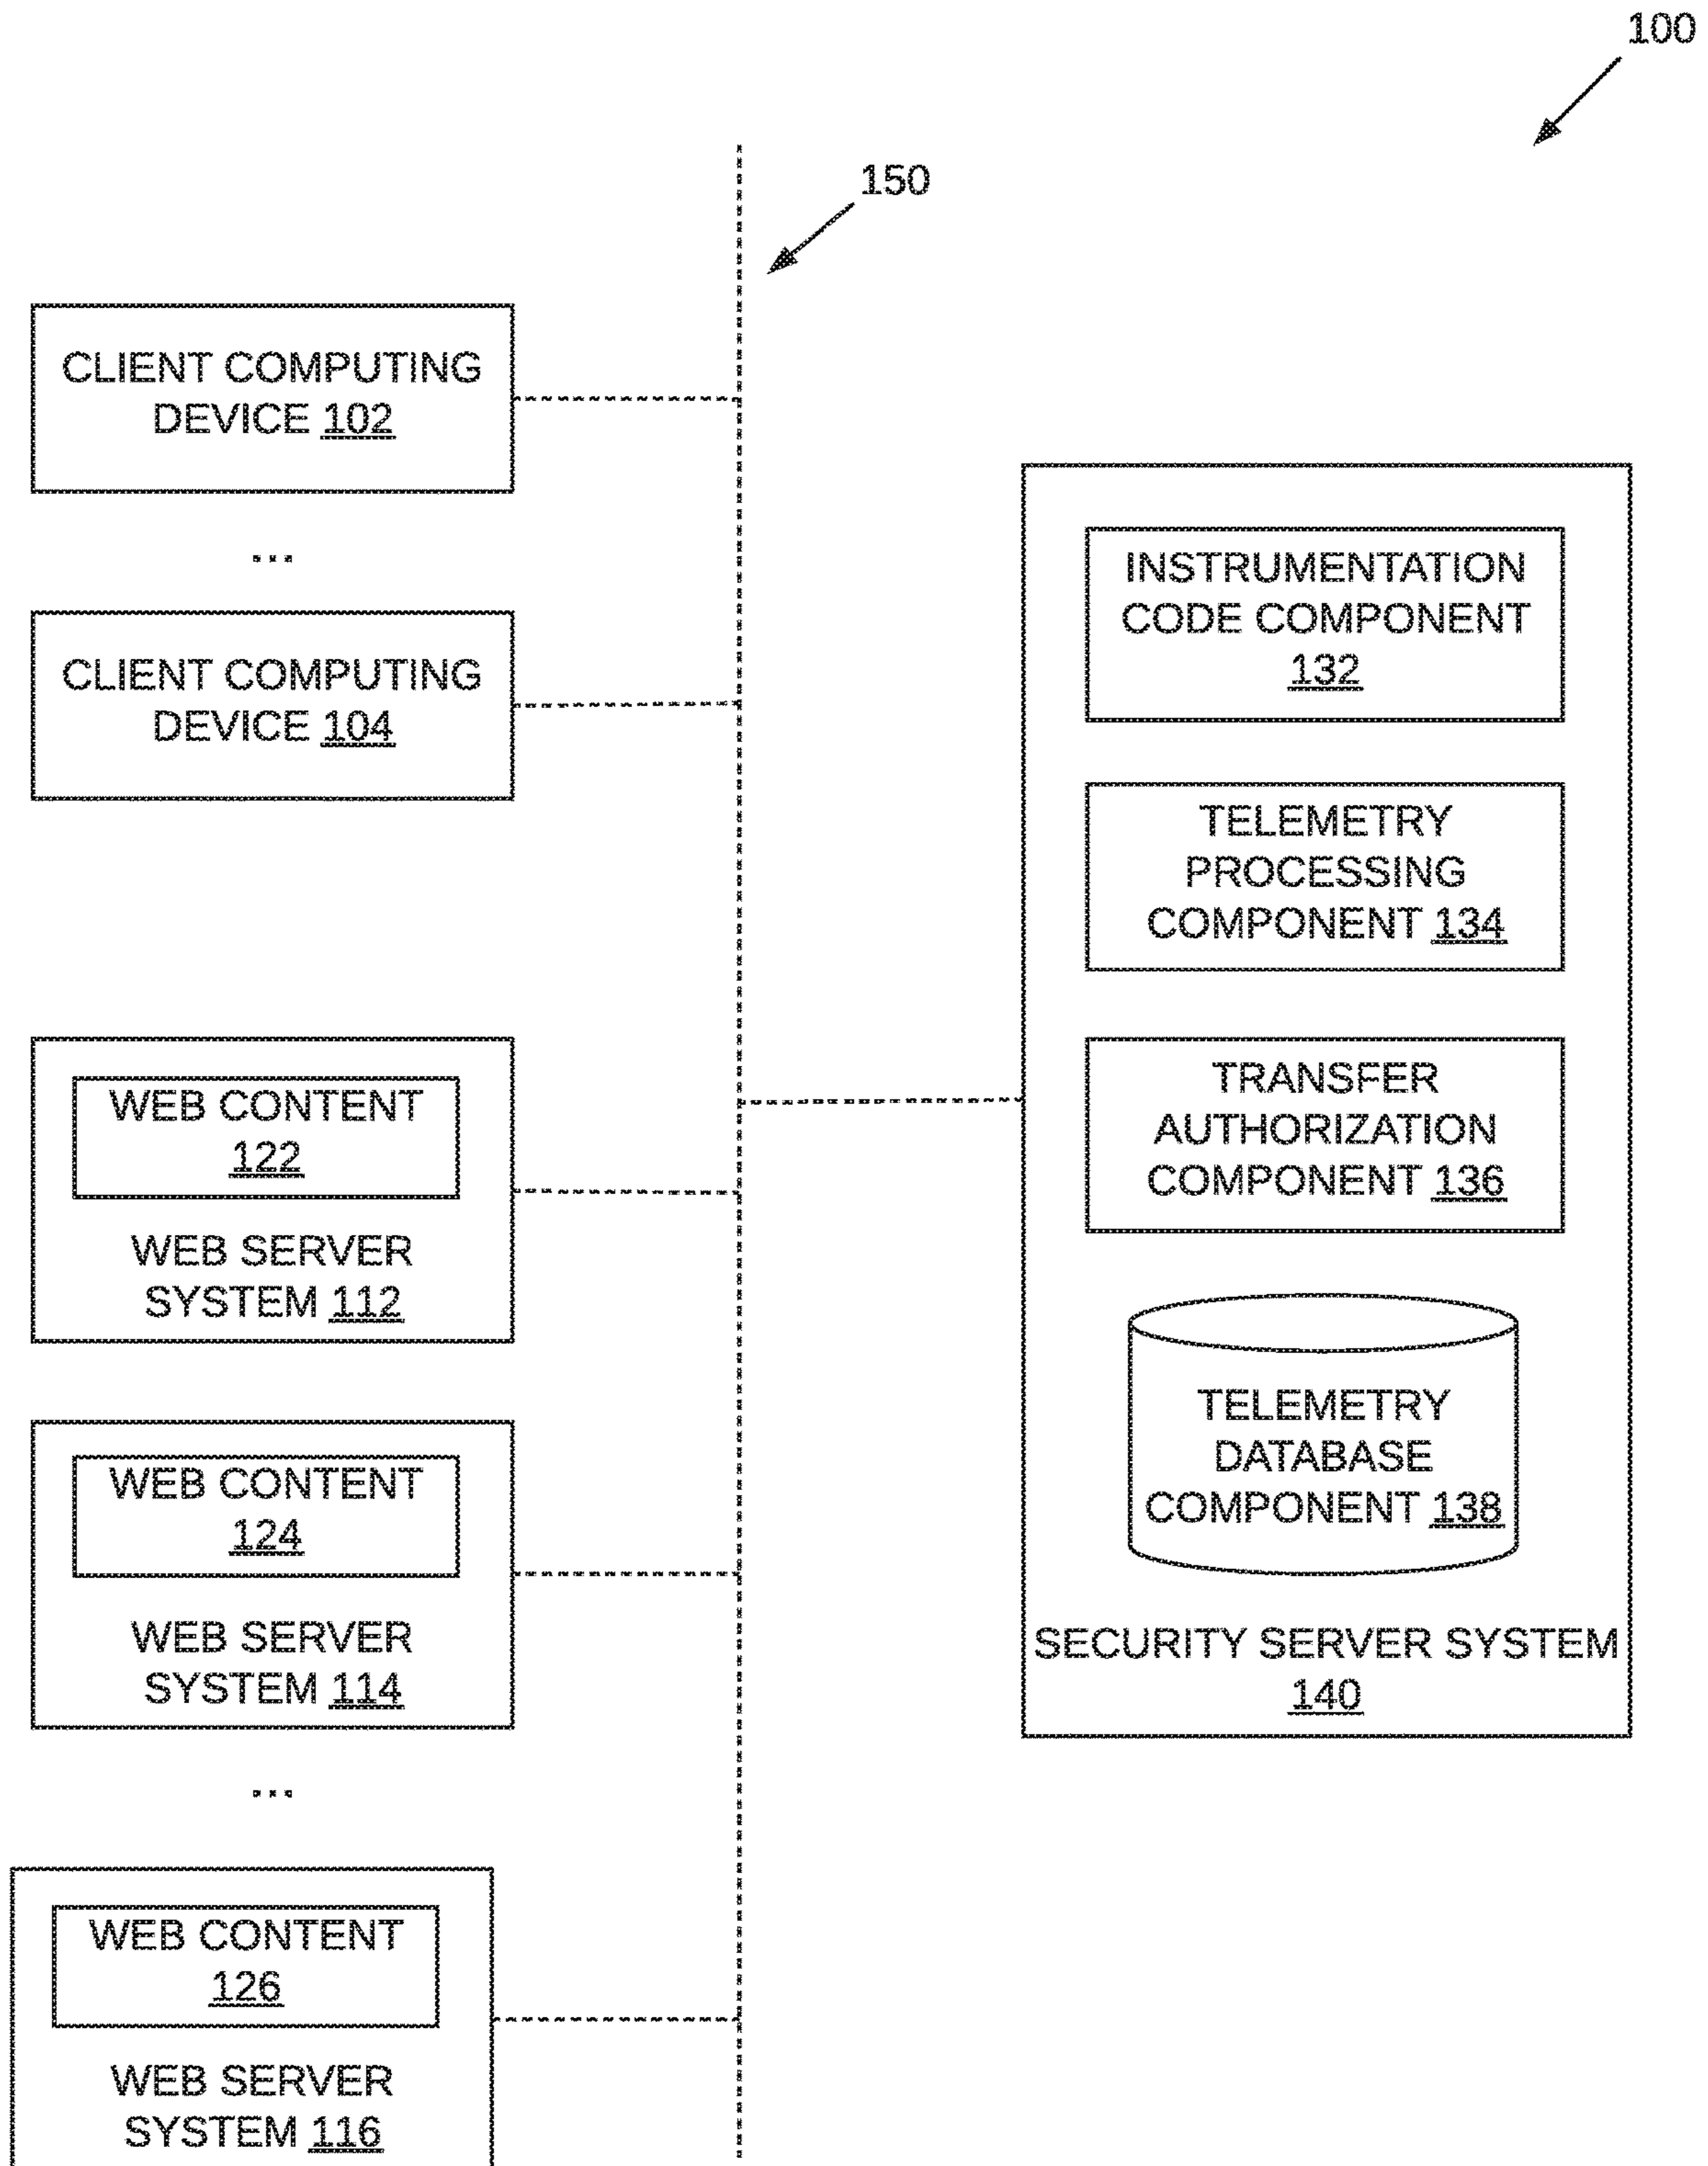 100
150
CLIENT COMPUTING
DEVICE 102
...
CLIENT COMPUTING
DEVICE 104
WEB CONTENT
122
WEB SERVER
SYSTEM 112
WEB CONTENT
124
WEB SERVER
SYSTEM 114
...
WEB CONTENT
126
WEB SERVER
SYSTEM 116
INSTRUMENTATION
CODE COMPONENT
132
TELEMETRY
PROCESSING
COMPONENT 134
TRANSFER
AUTHORIZATION
COMPONENT 136
TELEMETRY
DATABASE
COMPONENT 138
SECURITY SERVER SYSTEM
140